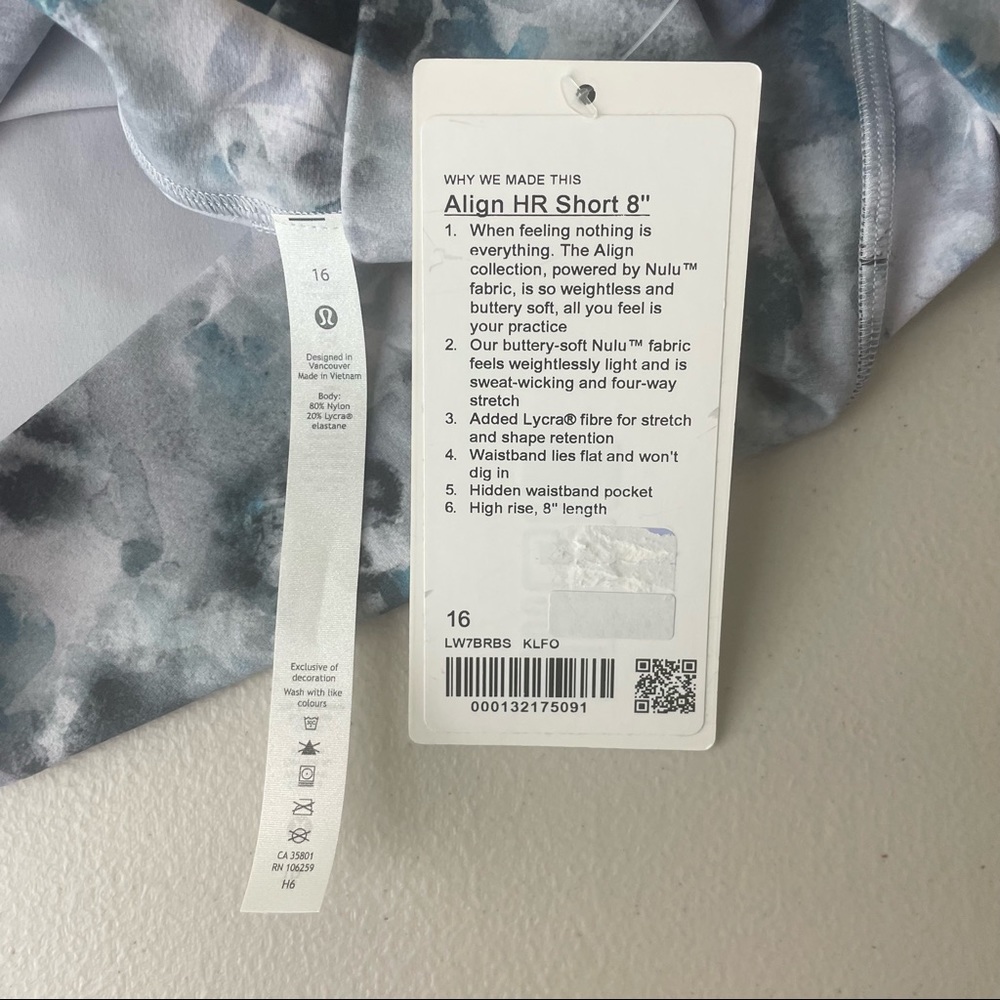 WHY WE MADE THIS
Align HR Short 8"
1. When feeling nothing is
everything. The Align
collection, powered by Nulu™
fabric, is so weightless and
buttery soft, all you feel is
your practice
2. Our buttery-soft Nulu™ fabric
feels weightlessly light and is
sweat-wicking and four-way
stretch
3. Added Lycra® fibre for stretch
and shape retention
4. Waistband lies flat and won't
dig in
5. Hidden waistband pocket
6. High rise, 8" length
16
LW7BRBS KLFO
000132175091
16
Designed in
Vancouver
Made in Vietnam
Body:
80% Nylon
20% Lycra®
elastane
Exclusive of
decoration
Wash with like
colours
CA 35801
RN 106259
H6